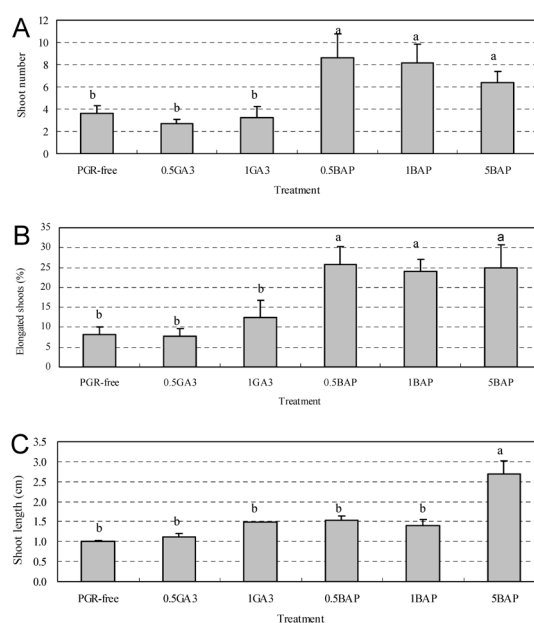 A
Shoot number
12
10
8
6
4
2
0
b
b
b
a
a
a
PGR-free 0.5GA3 1GA3 0.5BAP 1BAP 5BAP
Treatment
B
Elongated shoots (%)
35
30
25
20
15
10
5
0
b
b
b
a
a
a
PGR-free 0.5GA3 1GA3 0.5BAP 1BAP 5BAP
Treatment
C
Shoot length (cm)
3.5
3.0
2.5
2.0
1.5
1.0
0.5
0.0
b
b
b
b
b
a
PGR-free 0.5GA3 1GA3 0.5BAP 1BAP 5BAP
Treatment